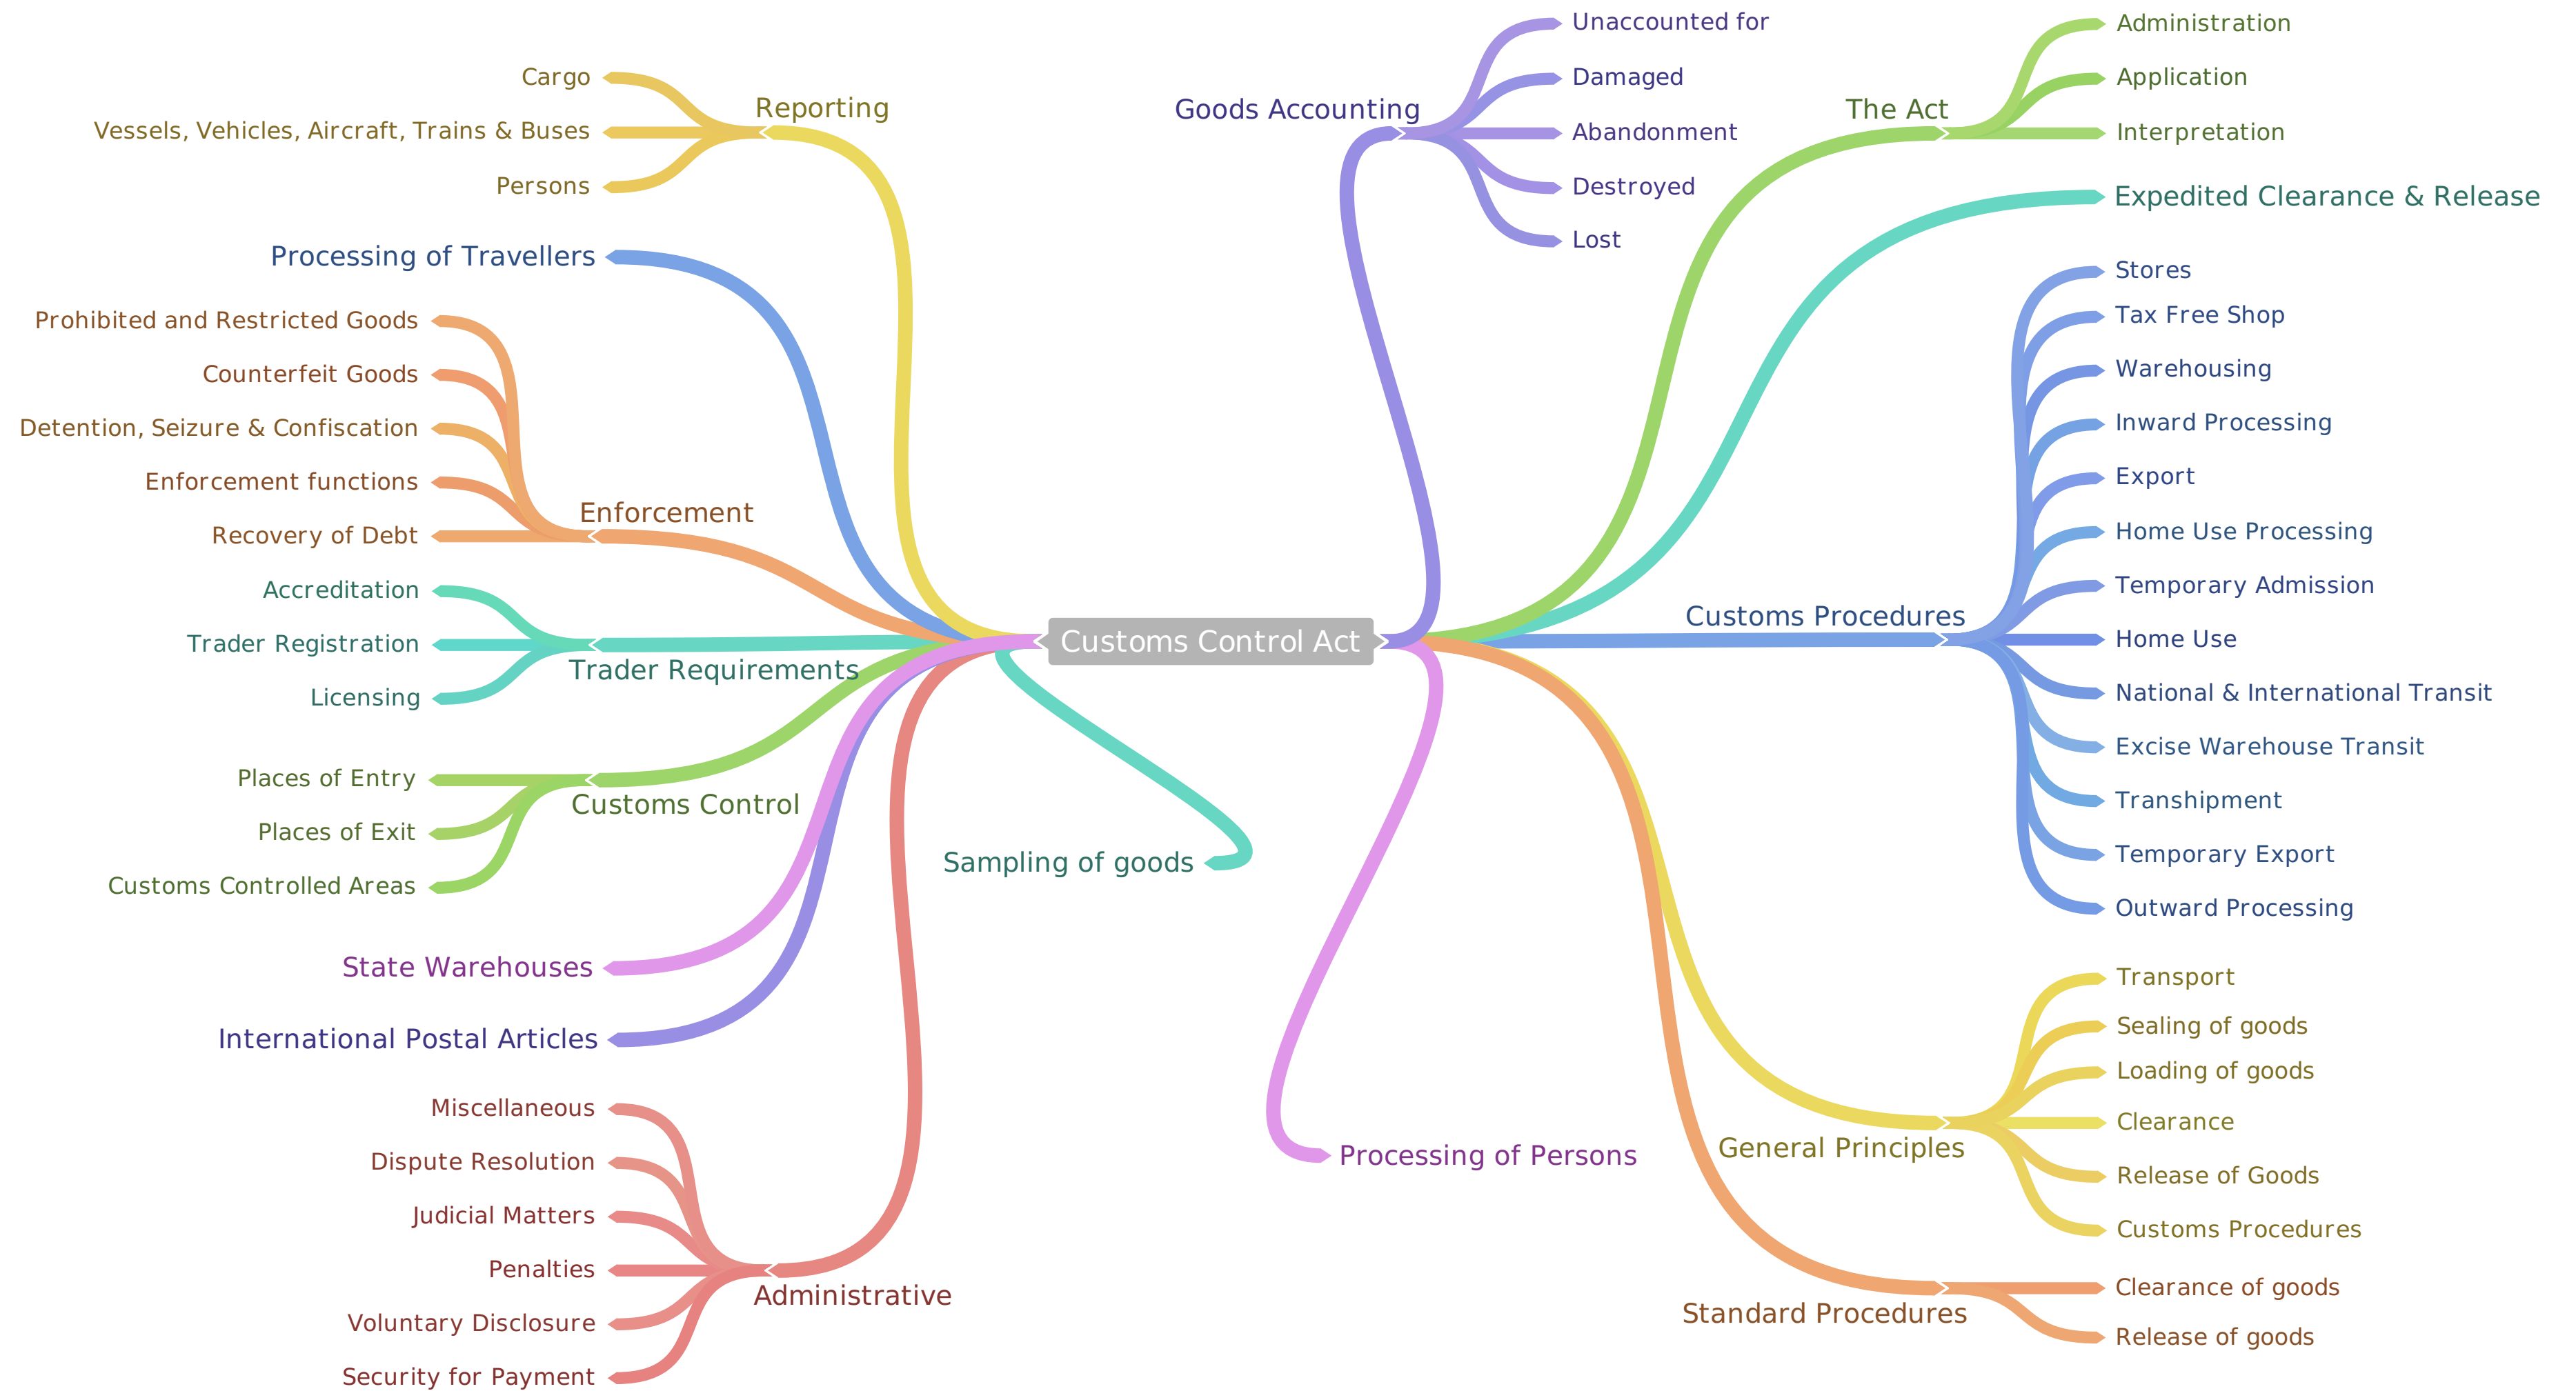 Customs Control Act
Reporting
Cargo
Vessels, Vehicles, Aircraft, Trains & Buses
Persons
Processing of Travellers
Enforcement
Prohibited and Restricted Goods
Counterfeit Goods
Detention, Seizure & Confiscation
Enforcement functions
Recovery of Debt
Trader Requirements
Accreditation
Trader Registration
Licensing
Customs Control
Places of Entry
Places of Exit
Customs Controlled Areas
State Warehouses
International Postal Articles
Administrative
Miscellaneous
Dispute Resolution
Judicial Matters
Penalties
Voluntary Disclosure
Security for Payment
Sampling of goods
Goods Accounting
Unaccounted for
Damaged
Abandonment
Destroyed
Lost
The Act
Administration
Application
Interpretation
Expedited Clearance & Release
Customs Procedures
Stores
Tax Free Shop
Warehousing
Inward Processing
Export
Home Use Processing
Temporary Admission
Home Use
National & International Transit
Excise Warehouse Transit
Transhipment
Temporary Export
Outward Processing
General Principles
Transport
Sealing of goods
Loading of goods
Clearance
Release of Goods
Customs Procedures
Standard Procedures
Clearance of goods
Release of goods
Processing of Persons